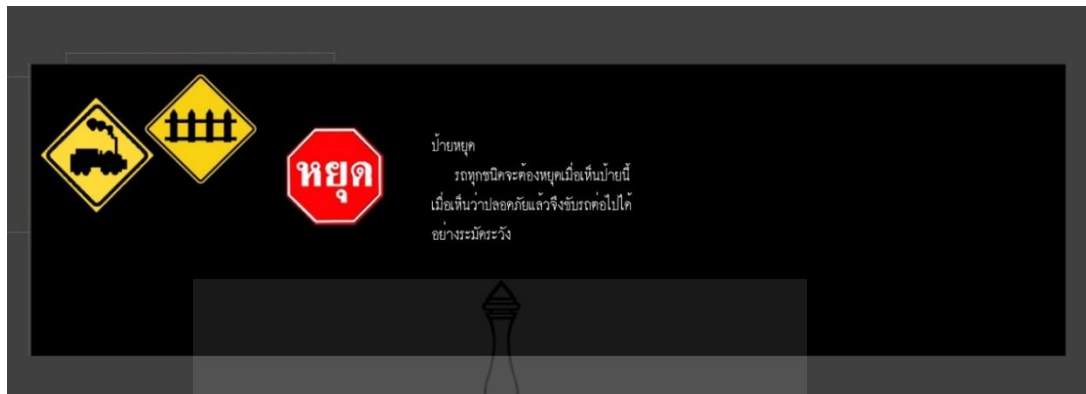 หยุด
ป้ายหยุด
รถทุกชนิดจะต้องหยุดเมื่อเห็นป้ายนี้
เมื่อเห็นว่าปลอดภัยแล้วจึงขับรถต่อไปได้
อย่างระมัดระวัง